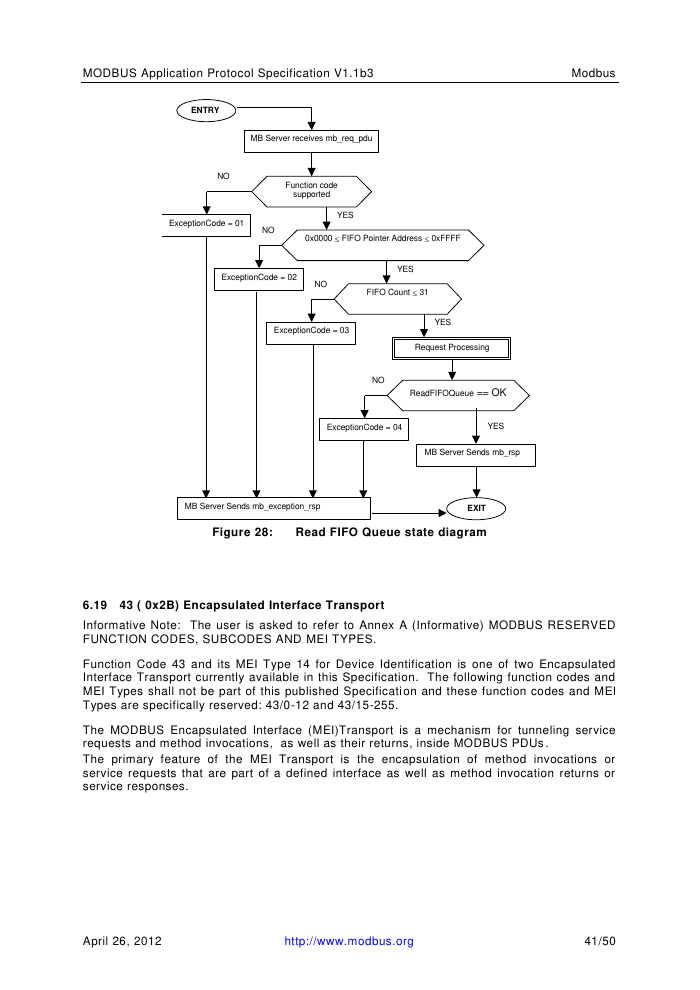 MODBUS Application Protocol Specification V1.1b3 Modbus
ENTRY
MB Server receives mb_req_pdu
NO
Function code
supported
YES
ExceptionCode = 01
NO
0x0000 ≤ FIFO Pointer Address ≤ 0xFFFF
YES
ExceptionCode = 02
NO
FIFO Count ≤ 31
YES
ExceptionCode = 03
Request Processing
NO
ReadFIFOQueue == OK
YES
ExceptionCode = 04
MB Server Sends mb_rsp
MB Server Sends mb_exception_rsp
EXIT
Figure 28: Read FIFO Queue state diagram
6.19 43 ( 0x2B) Encapsulated Interface Transport
Informative Note: The user is asked to refer to Annex A (Informative) MODBUS RESERVED
FUNCTION CODES, SUBCODES AND MEI TYPES.
Function Code 43 and its MEI Type 14 for Device Identification is one of two Encapsulated
Interface Transport currently available in this Specification. The following function codes and
MEI Types shall not be part of this published Specification and these function codes and MEI
Types are specifically reserved: 43/0-12 and 43/15-255.
The MODBUS Encapsulated Interface (MEI)Transport is a mechanism for tunneling service
requests and method invocations, as well as their returns, inside MODBUS PDUs.
The primary feature of the MEI Transport is the encapsulation of method invocations or
service requests that are part of a defined interface as well as method invocation returns or
service responses.
April 26, 2012 http://www.modbus.org 41/50